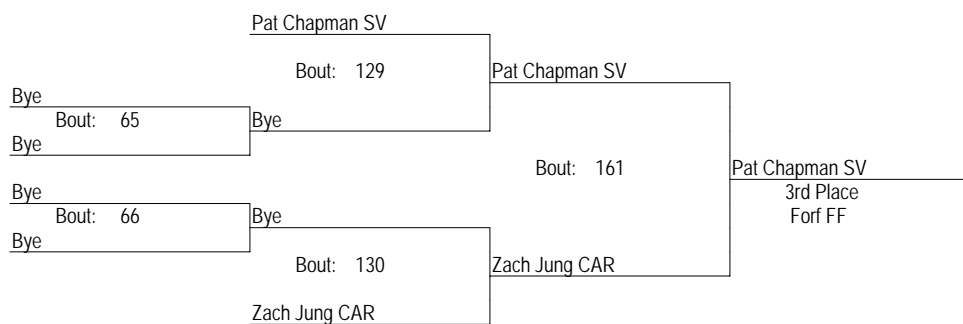 Pat Chapman SV
Bout: 129
Pat Chapman SV
Bye
Bout: 65
Bye
Bye
Bout: 161
Pat Chapman SV
3rd Place
Forf FF
Bye
Bout: 66
Bye
Bye
Bout: 130
Zach Jung CAR
Zach Jung CAR